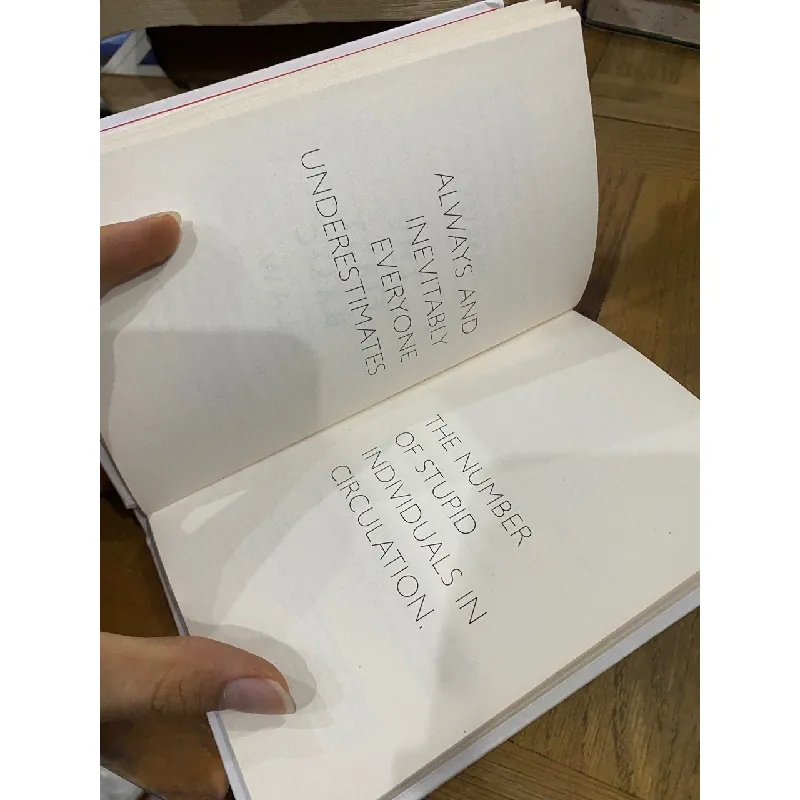 ALWAYS AND
INEVITABLY
EVERYONE
UNDERESTIMATES
THE NUMBER
OF STUPID
INDIVIDUALS IN
CIRCULATION.